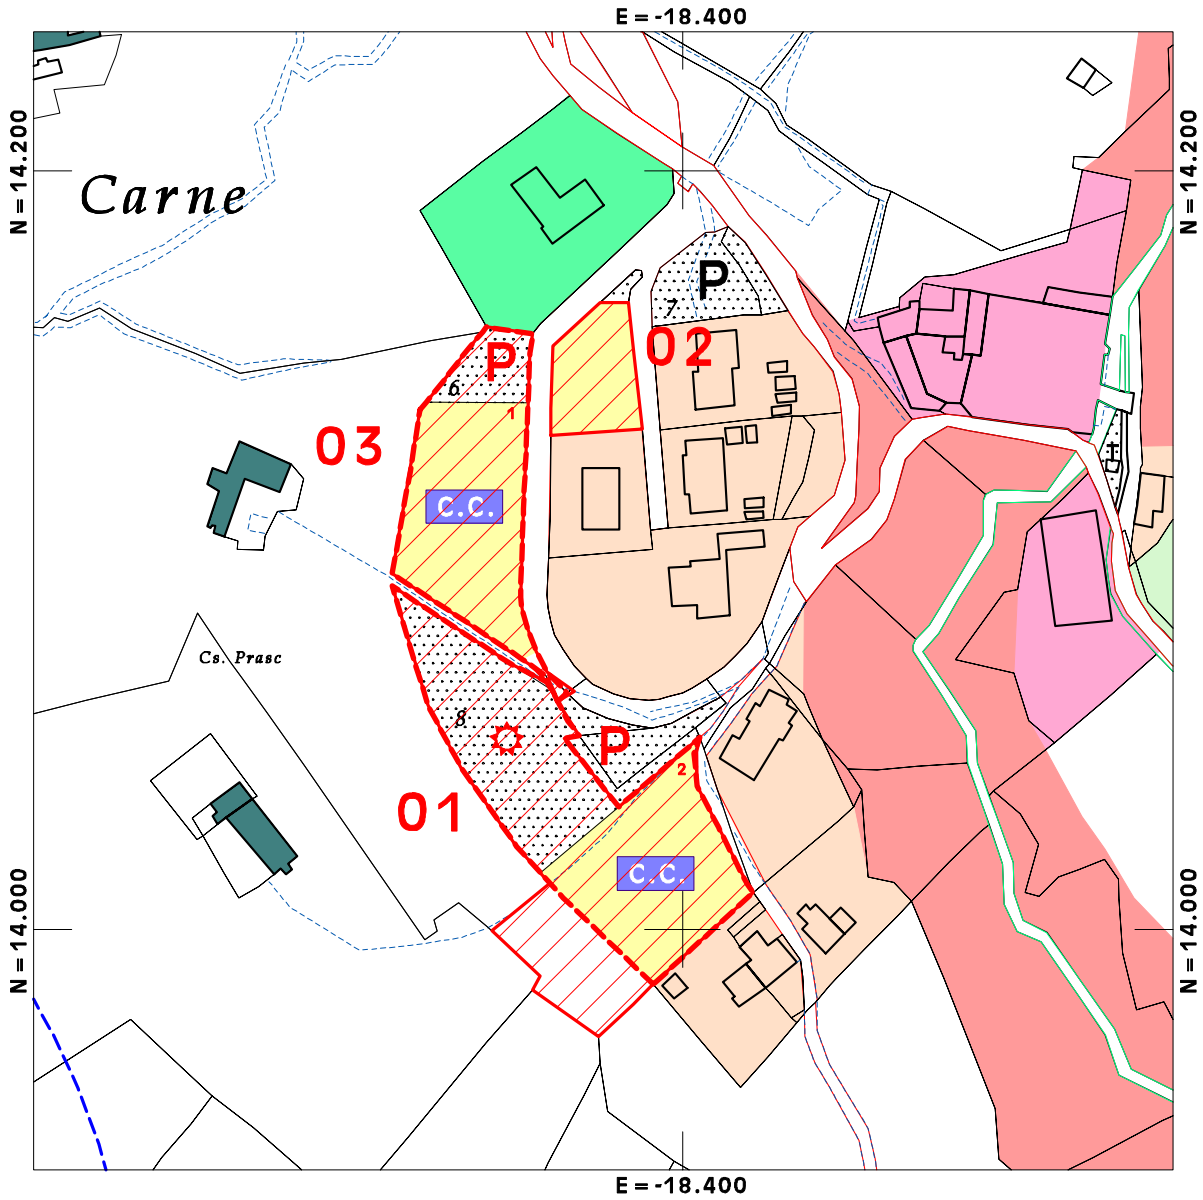 E = -18.400
N = 14.200
N = 14.200
Carne
P
7
02
P
6
1
03
C.C.
Cs. Prasc
8
P
2
01
C.C.
N = 14.000
N = 14.000
E = -18.400